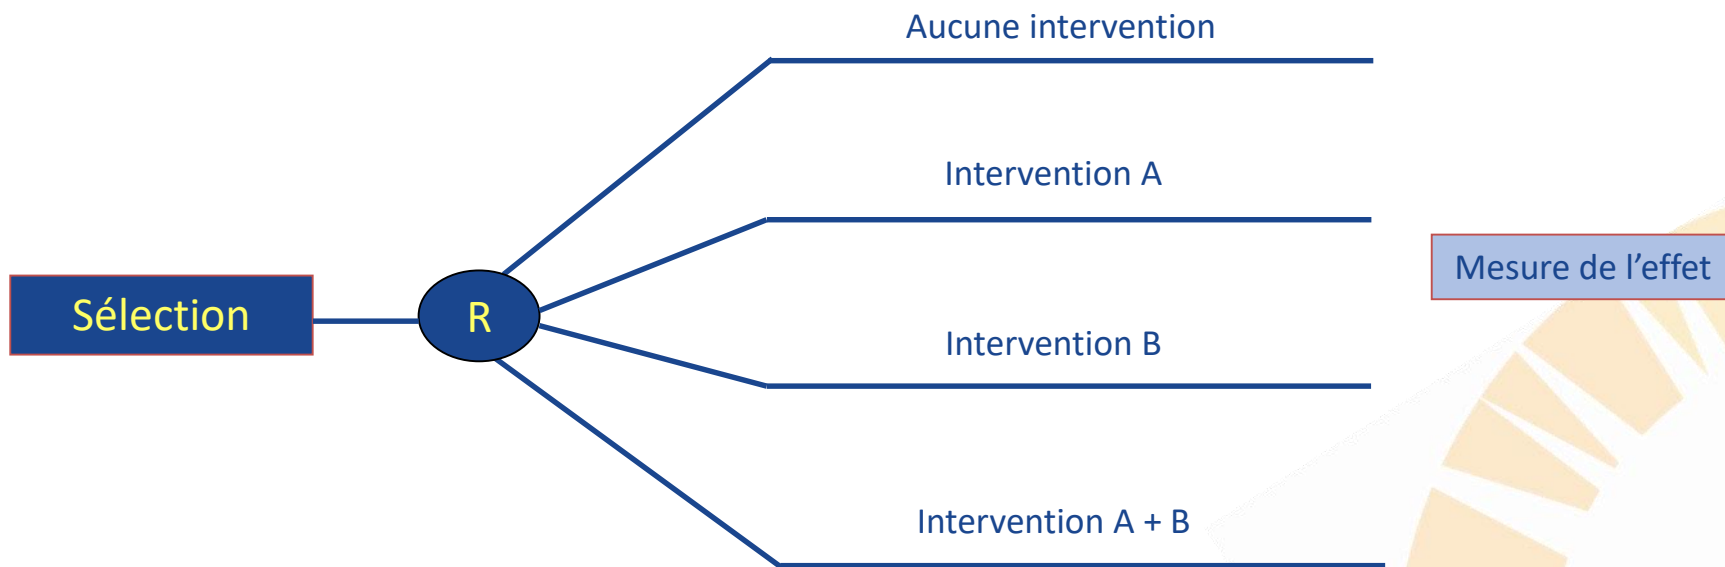 Aucune intervention
Intervention A
Mesure de l’effet
Sélection
R
Intervention B
Intervention A + B